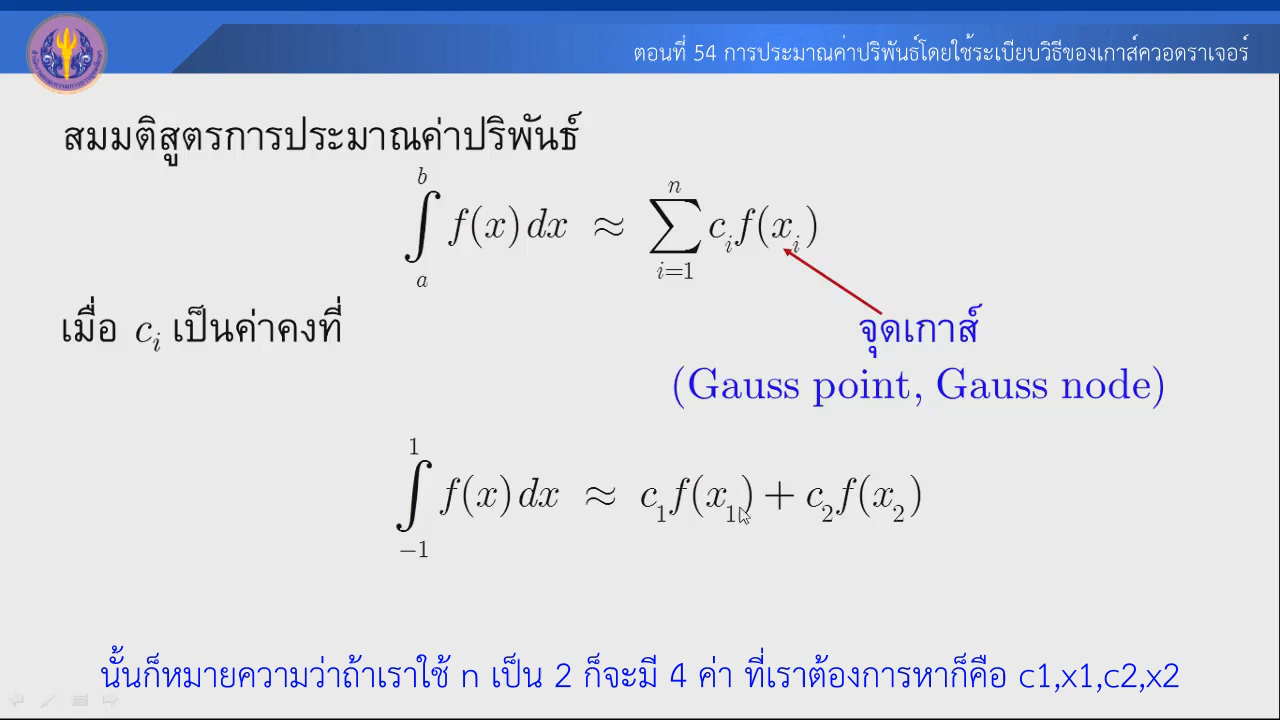 ตอนที่ 54 การประมาณค่าปริพันธ์โดยใช้ระเบียบวิธีของเกาส์ควอดราเจอร์
สมมติสูตรการประมาณค่าปริพันธ์
∫_a^b f(x)dx ≈ ∑_{i=1}^n c_i f(x_i)
เมื่อ c_i เป็นค่าคงที่
จุดเกาส์
(Gauss point, Gauss node)
∫_{-1}^1 f(x)dx ≈ c_1 f(x_1) + c_2 f(x_2)
นั้นก็หมายความว่าถ้าเราใช้ n เป็น 2 ก็จะมี 4 ค่า ที่เราต้องการหาก็คือ c1,x1,c2,x2